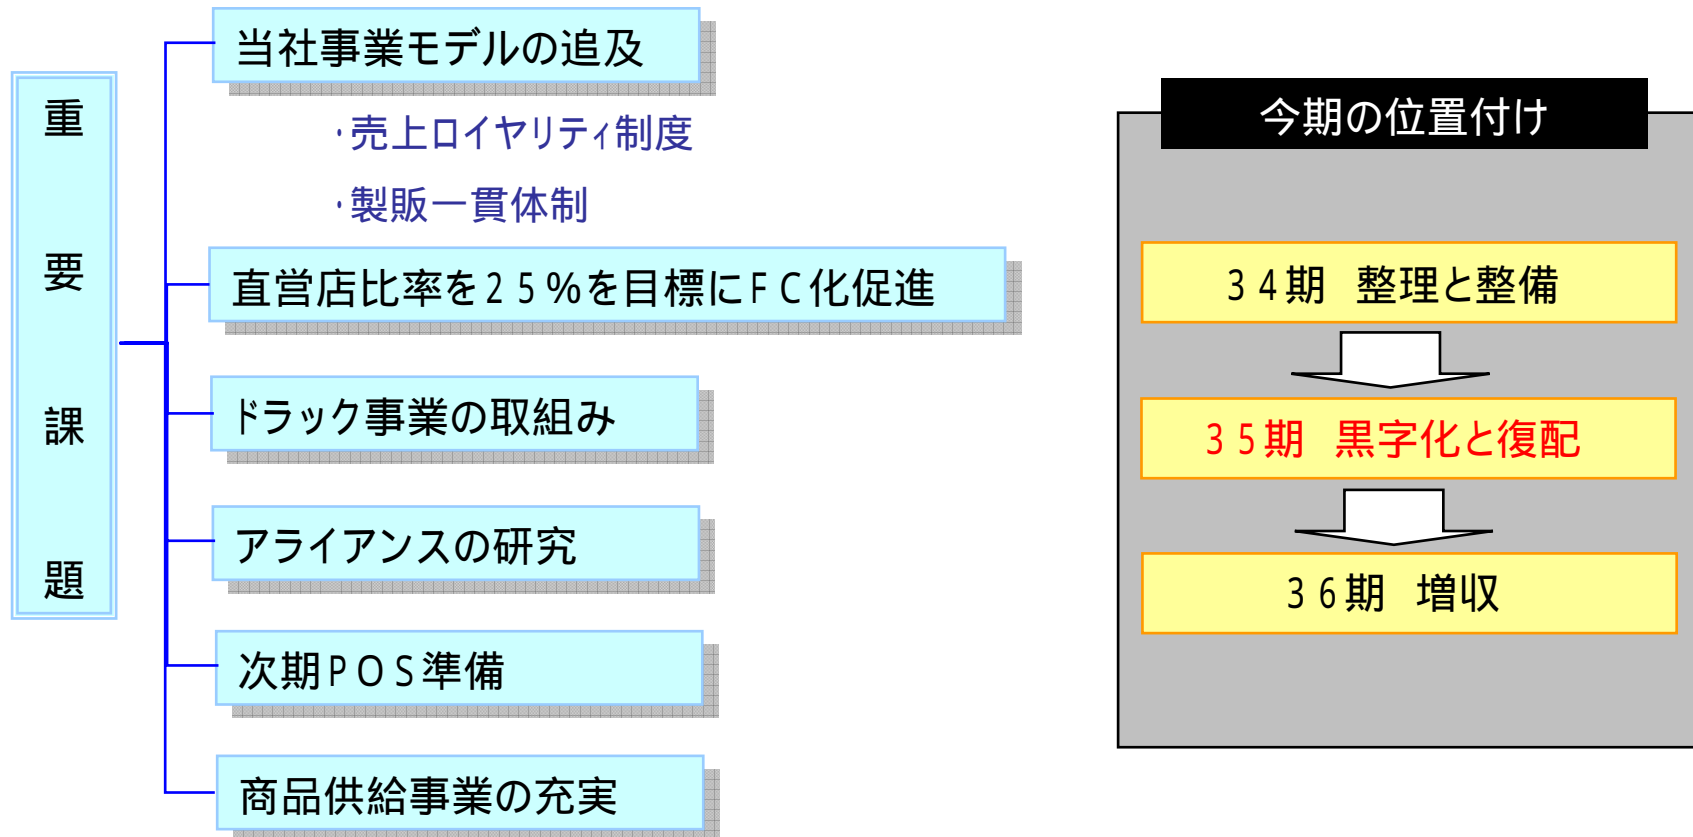 重要課題
当社事業モデルの追及
・売上ロイヤリティ制度
・製販一貫体制
直営店比率を25%を目標にFC化促進
ドラック事業の取組み
アライアンスの研究
次期POS準備
商品供給事業の充実
今期の位置付け
34期 整理と整備
35期 黒字化と復配
36期 増収